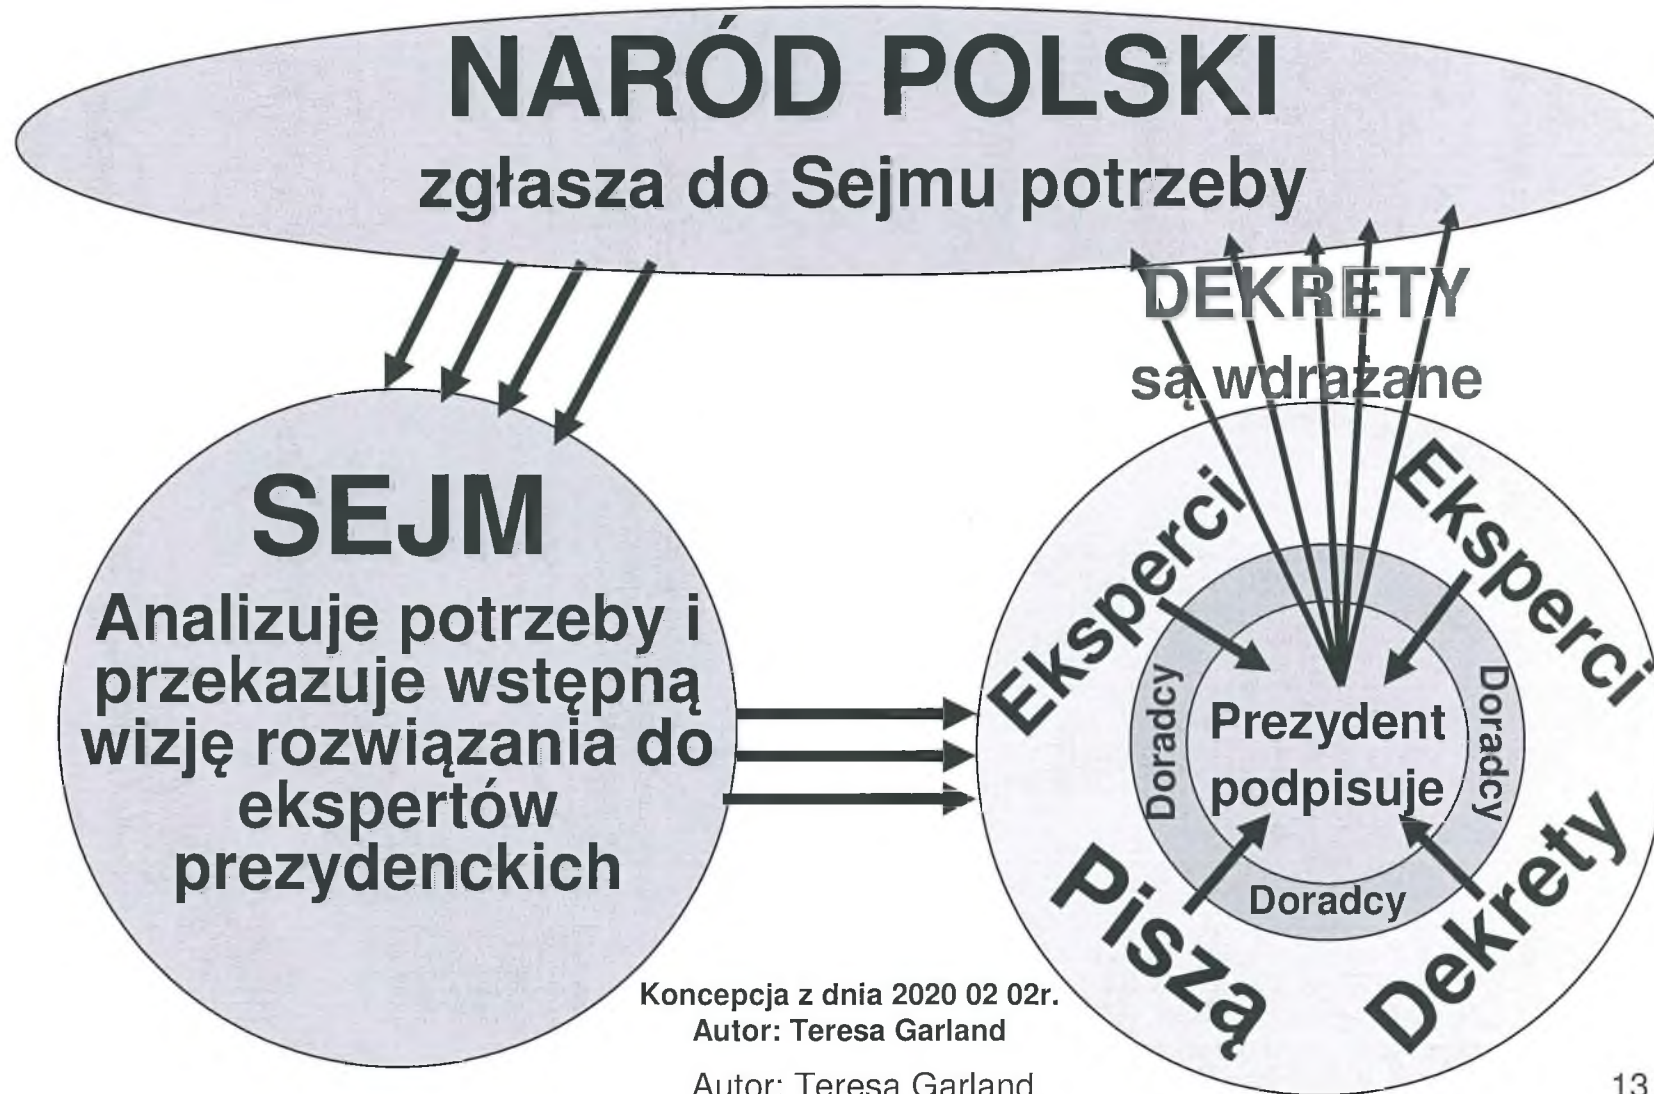 NARÓD POLSKI
zgłasza do Sejmu potrzeby
DEKRETY
są wdrażane
SEJM
Analizuje potrzeby i
przekazuje wstępną
wizję rozwiązania do
ekspertów
prezydenckich
Eksperci
Eksperci
Doradcy
Doradcy
Prezydent
podpisuje
Doradcy
Piszą
Dekrety
Koncepcja z dnia 2020 02 02r.
Autor: Teresa Garland
Autor: Teresa Garland
13